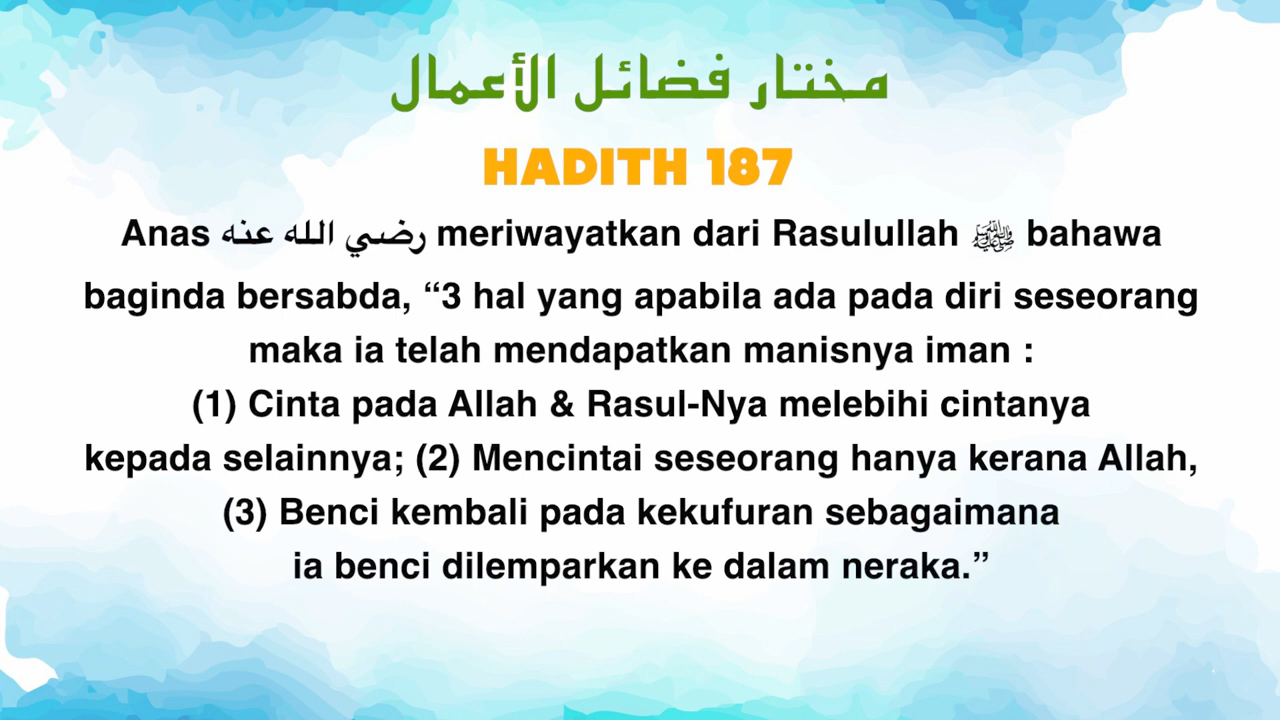 مختار فضائل الأعمال
HADITH 187
Anas رضي الله عنه meriwayatkan dari Rasulullah ﷺ bahawa
baginda bersabda, “3 hal yang apabila ada pada diri seseorang
maka ia telah mendapatkan manisnya iman :
(1) Cinta pada Allah & Rasul-Nya melebihi cintanya
kepada selainnya; (2) Mencintai seseorang hanya kerana Allah,
(3) Benci kembali pada kekufuran sebagaimana
ia benci dilemparkan ke dalam neraka.”